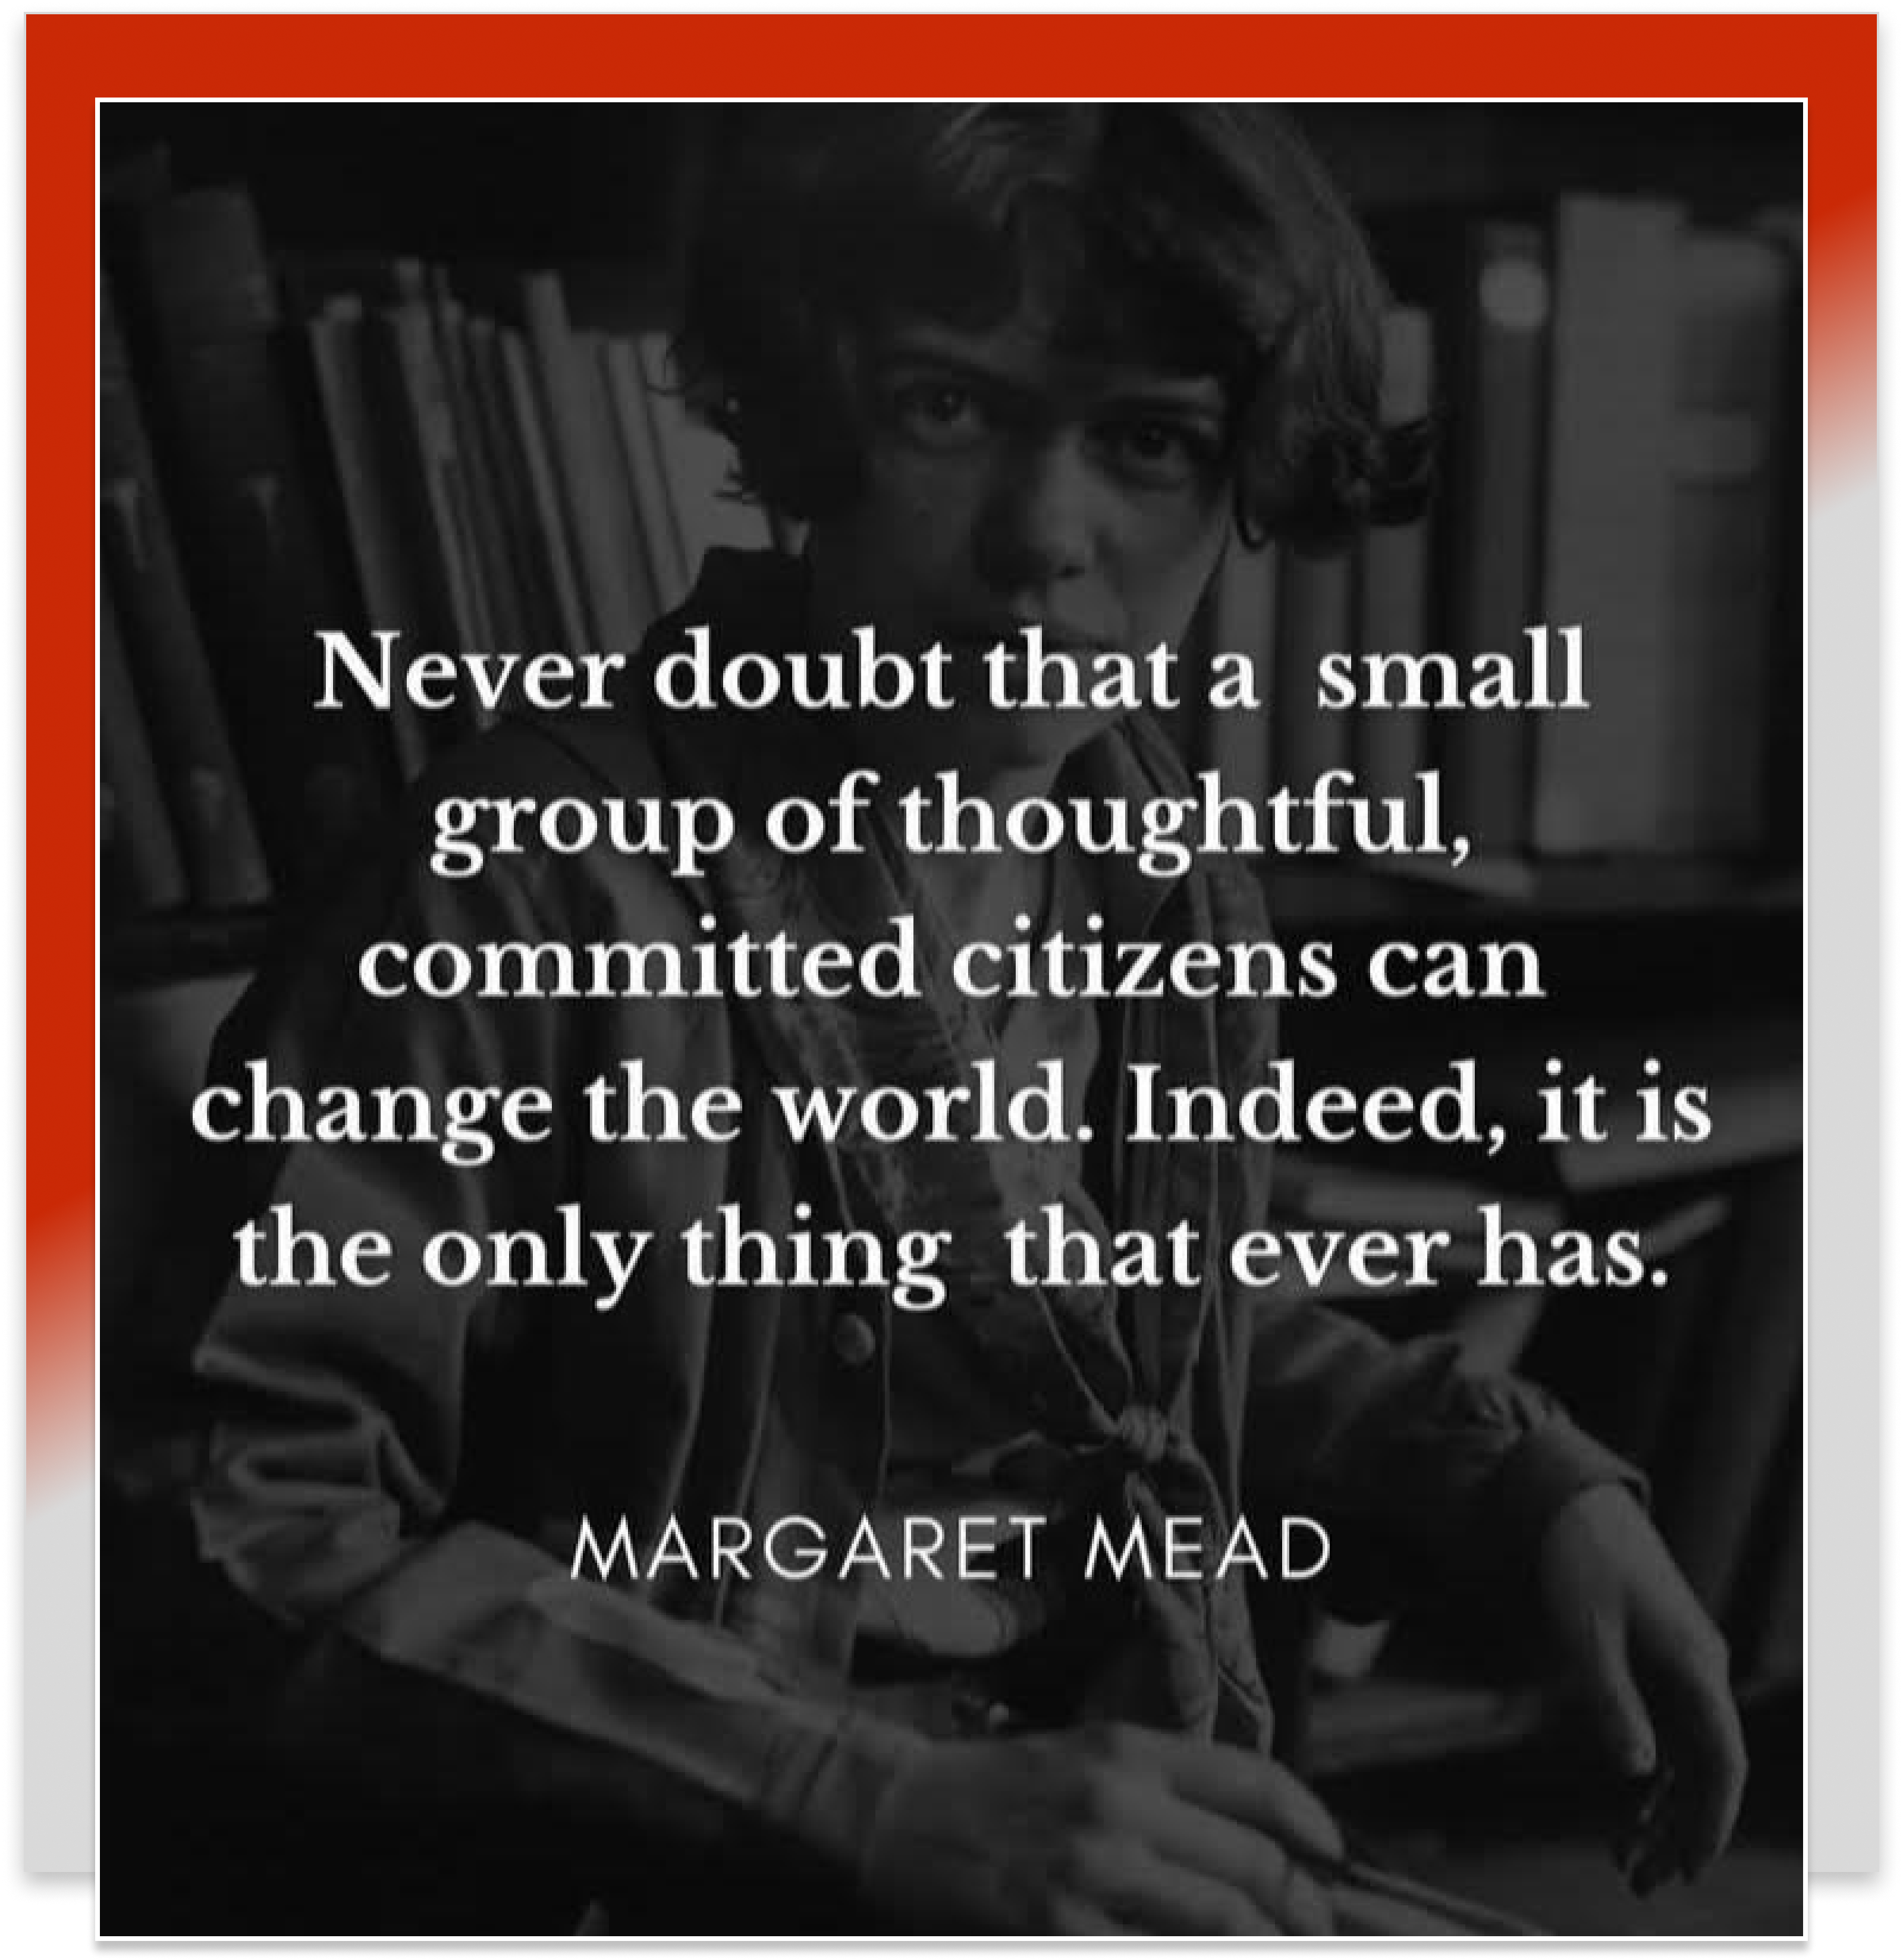 Never doubt that a small
group of thoughtful,
committed citizens can
change the world. Indeed, it is
the only thing that ever has.
MARGARET MEAD